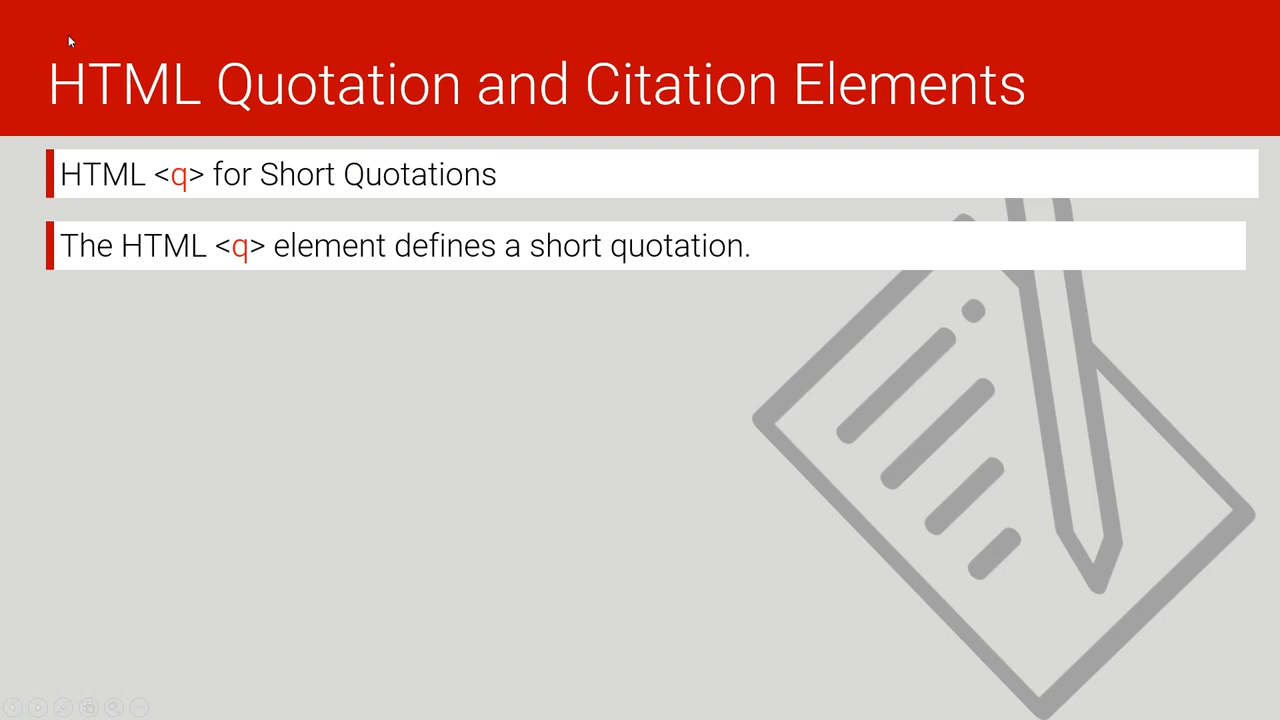 HTML Quotation and Citation Elements
HTML <q> for Short Quotations
The HTML <q> element defines a short quotation.